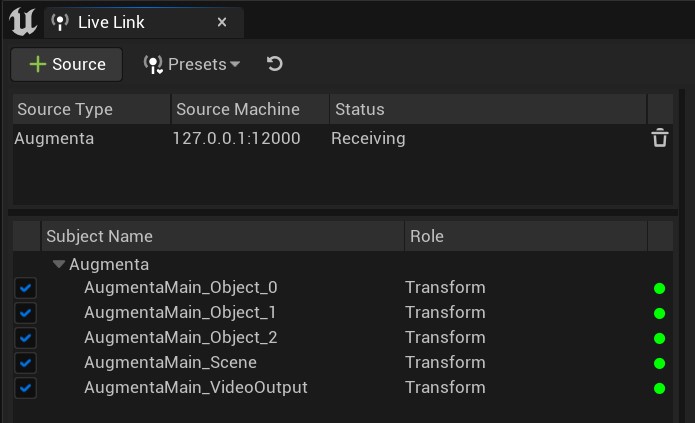 Live Link
Source Presets
Source Type Source Machine Status
Augmenta 127.0.0.1:12000 Receiving
Subject Name Role
Augmenta
AugmentaMain_Object_0 Transform
AugmentaMain_Object_1 Transform
AugmentaMain_Object_2 Transform
AugmentaMain_Scene Transform
AugmentaMain_VideoOutput Transform